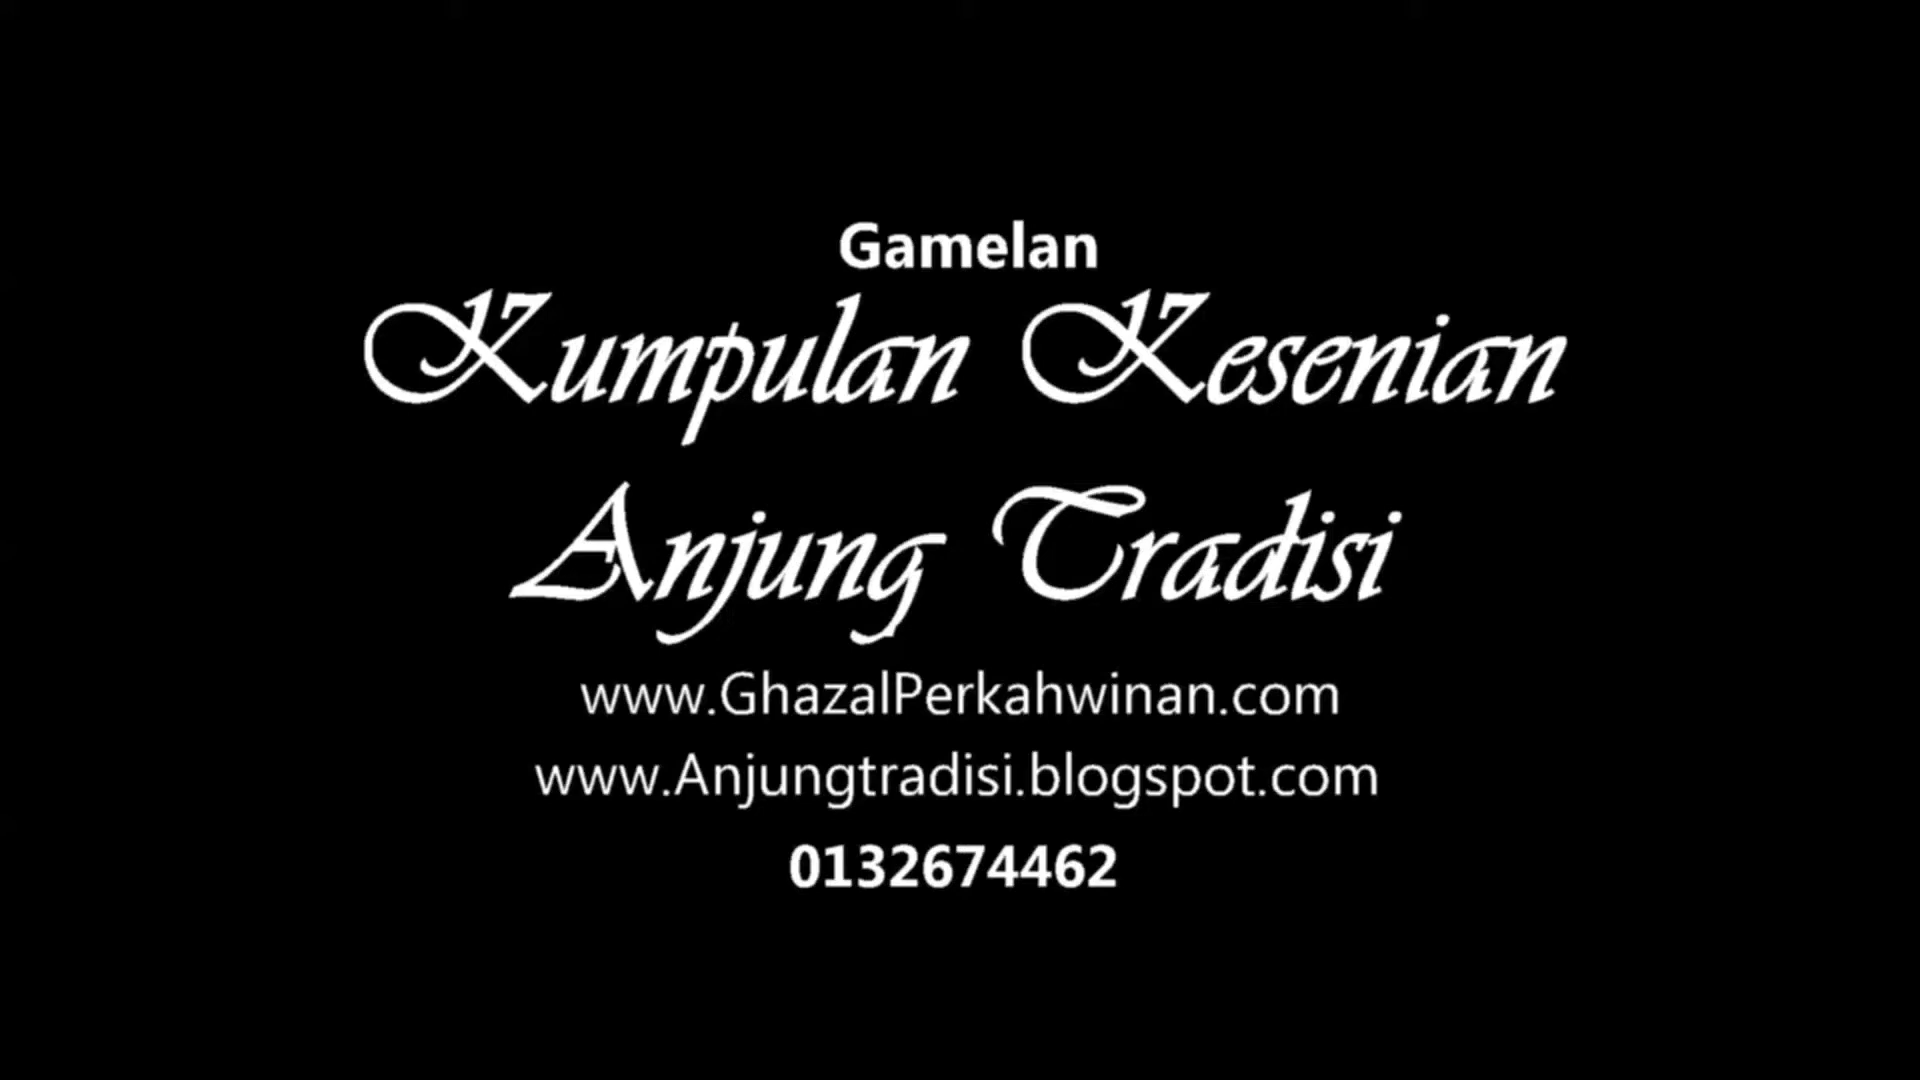 Gamelan
Kumpulan Kesenian
Anjung Tradisi
www.GhazalPerkahwinan.com
www.Anjungtradisi.blogspot.com
0132674462